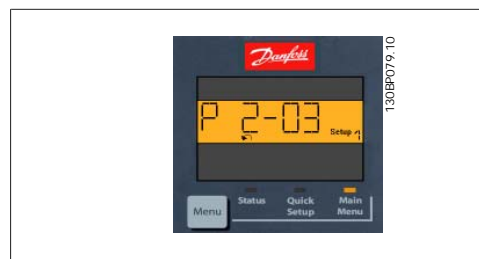 Danfoss
P 2-03
Setup 1
Status
Quick Setup
Main Menu
Menu
130BP079.10